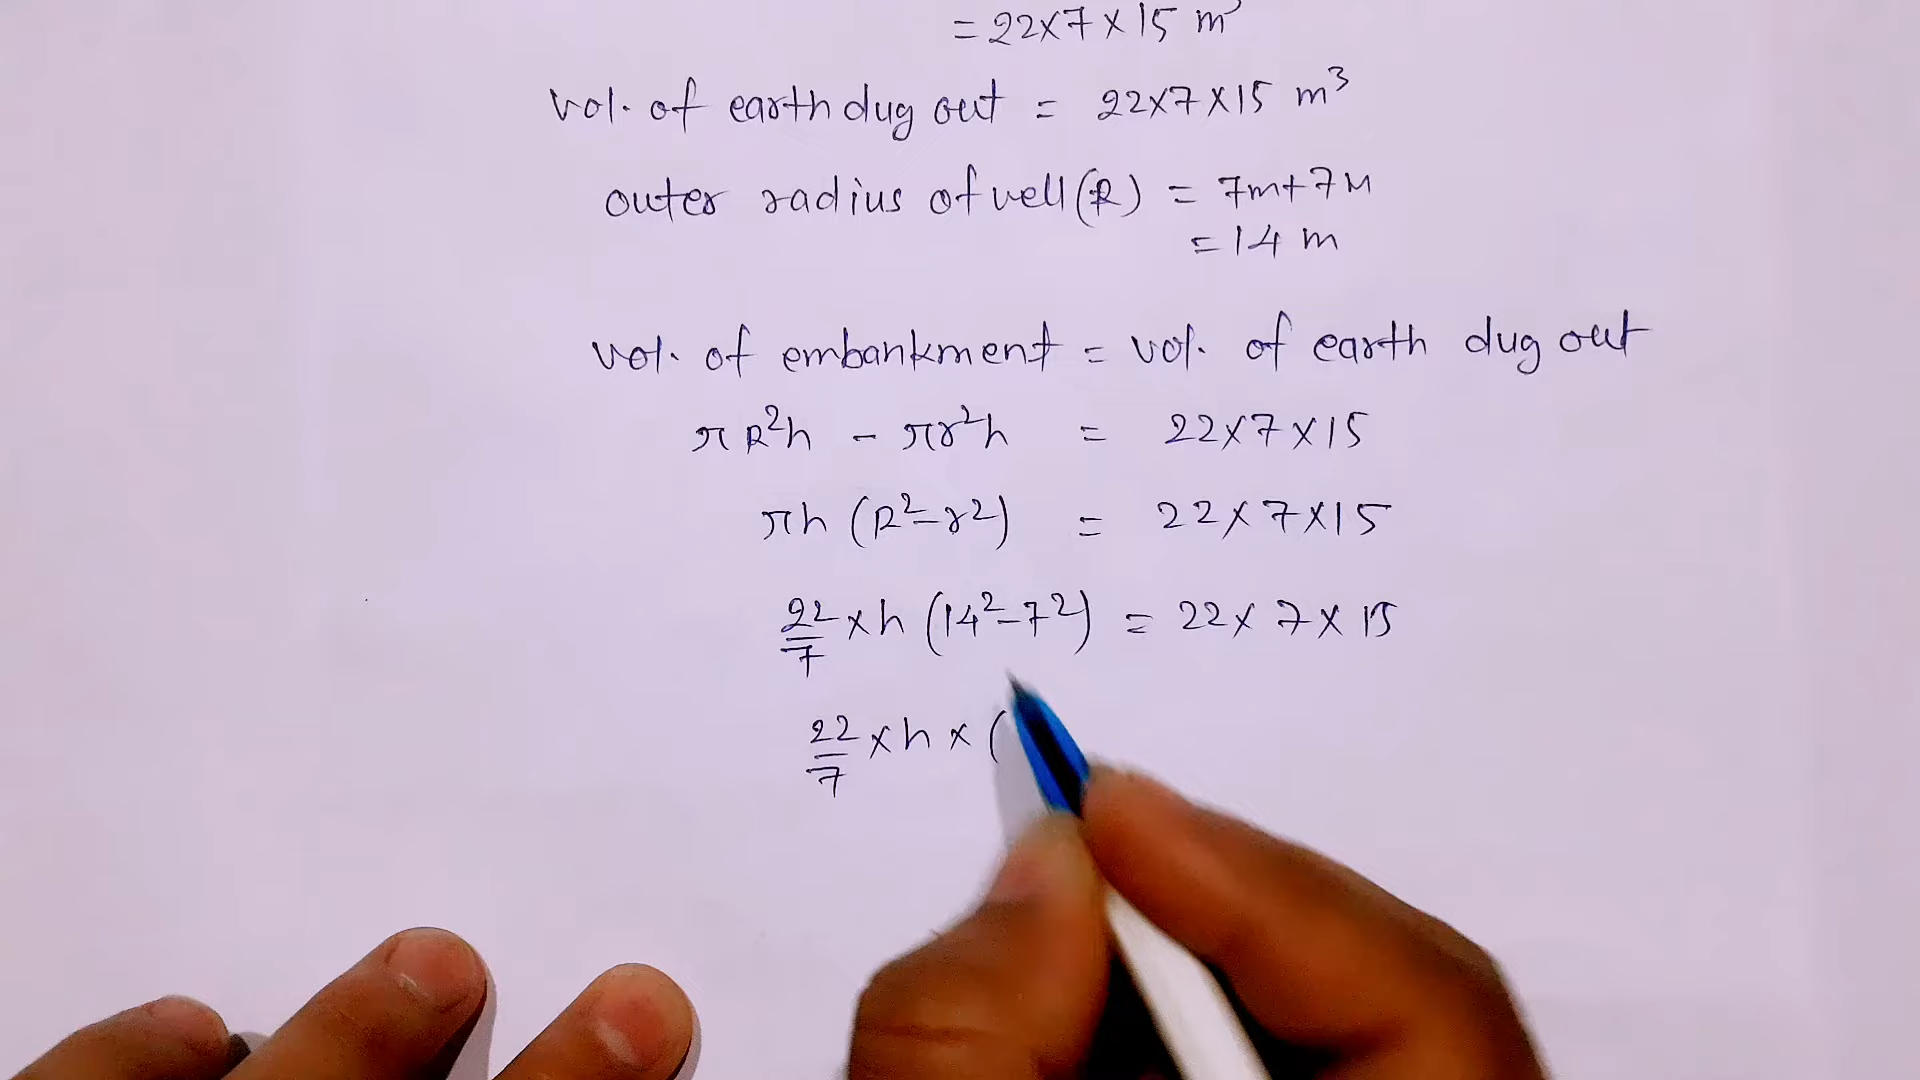 = 22×7×15 m³
vol. of earth dug out = 22×7×15 m³
outer radius of well (R) = 7m+7m
= 14 m
vol. of embankment = vol. of earth dug out
πR²h - πr²h = 22×7×15
πh (R²-r²) = 22×7×15
22/7 ×h (14²-7²) = 22×7×15
22/7 ×h× (